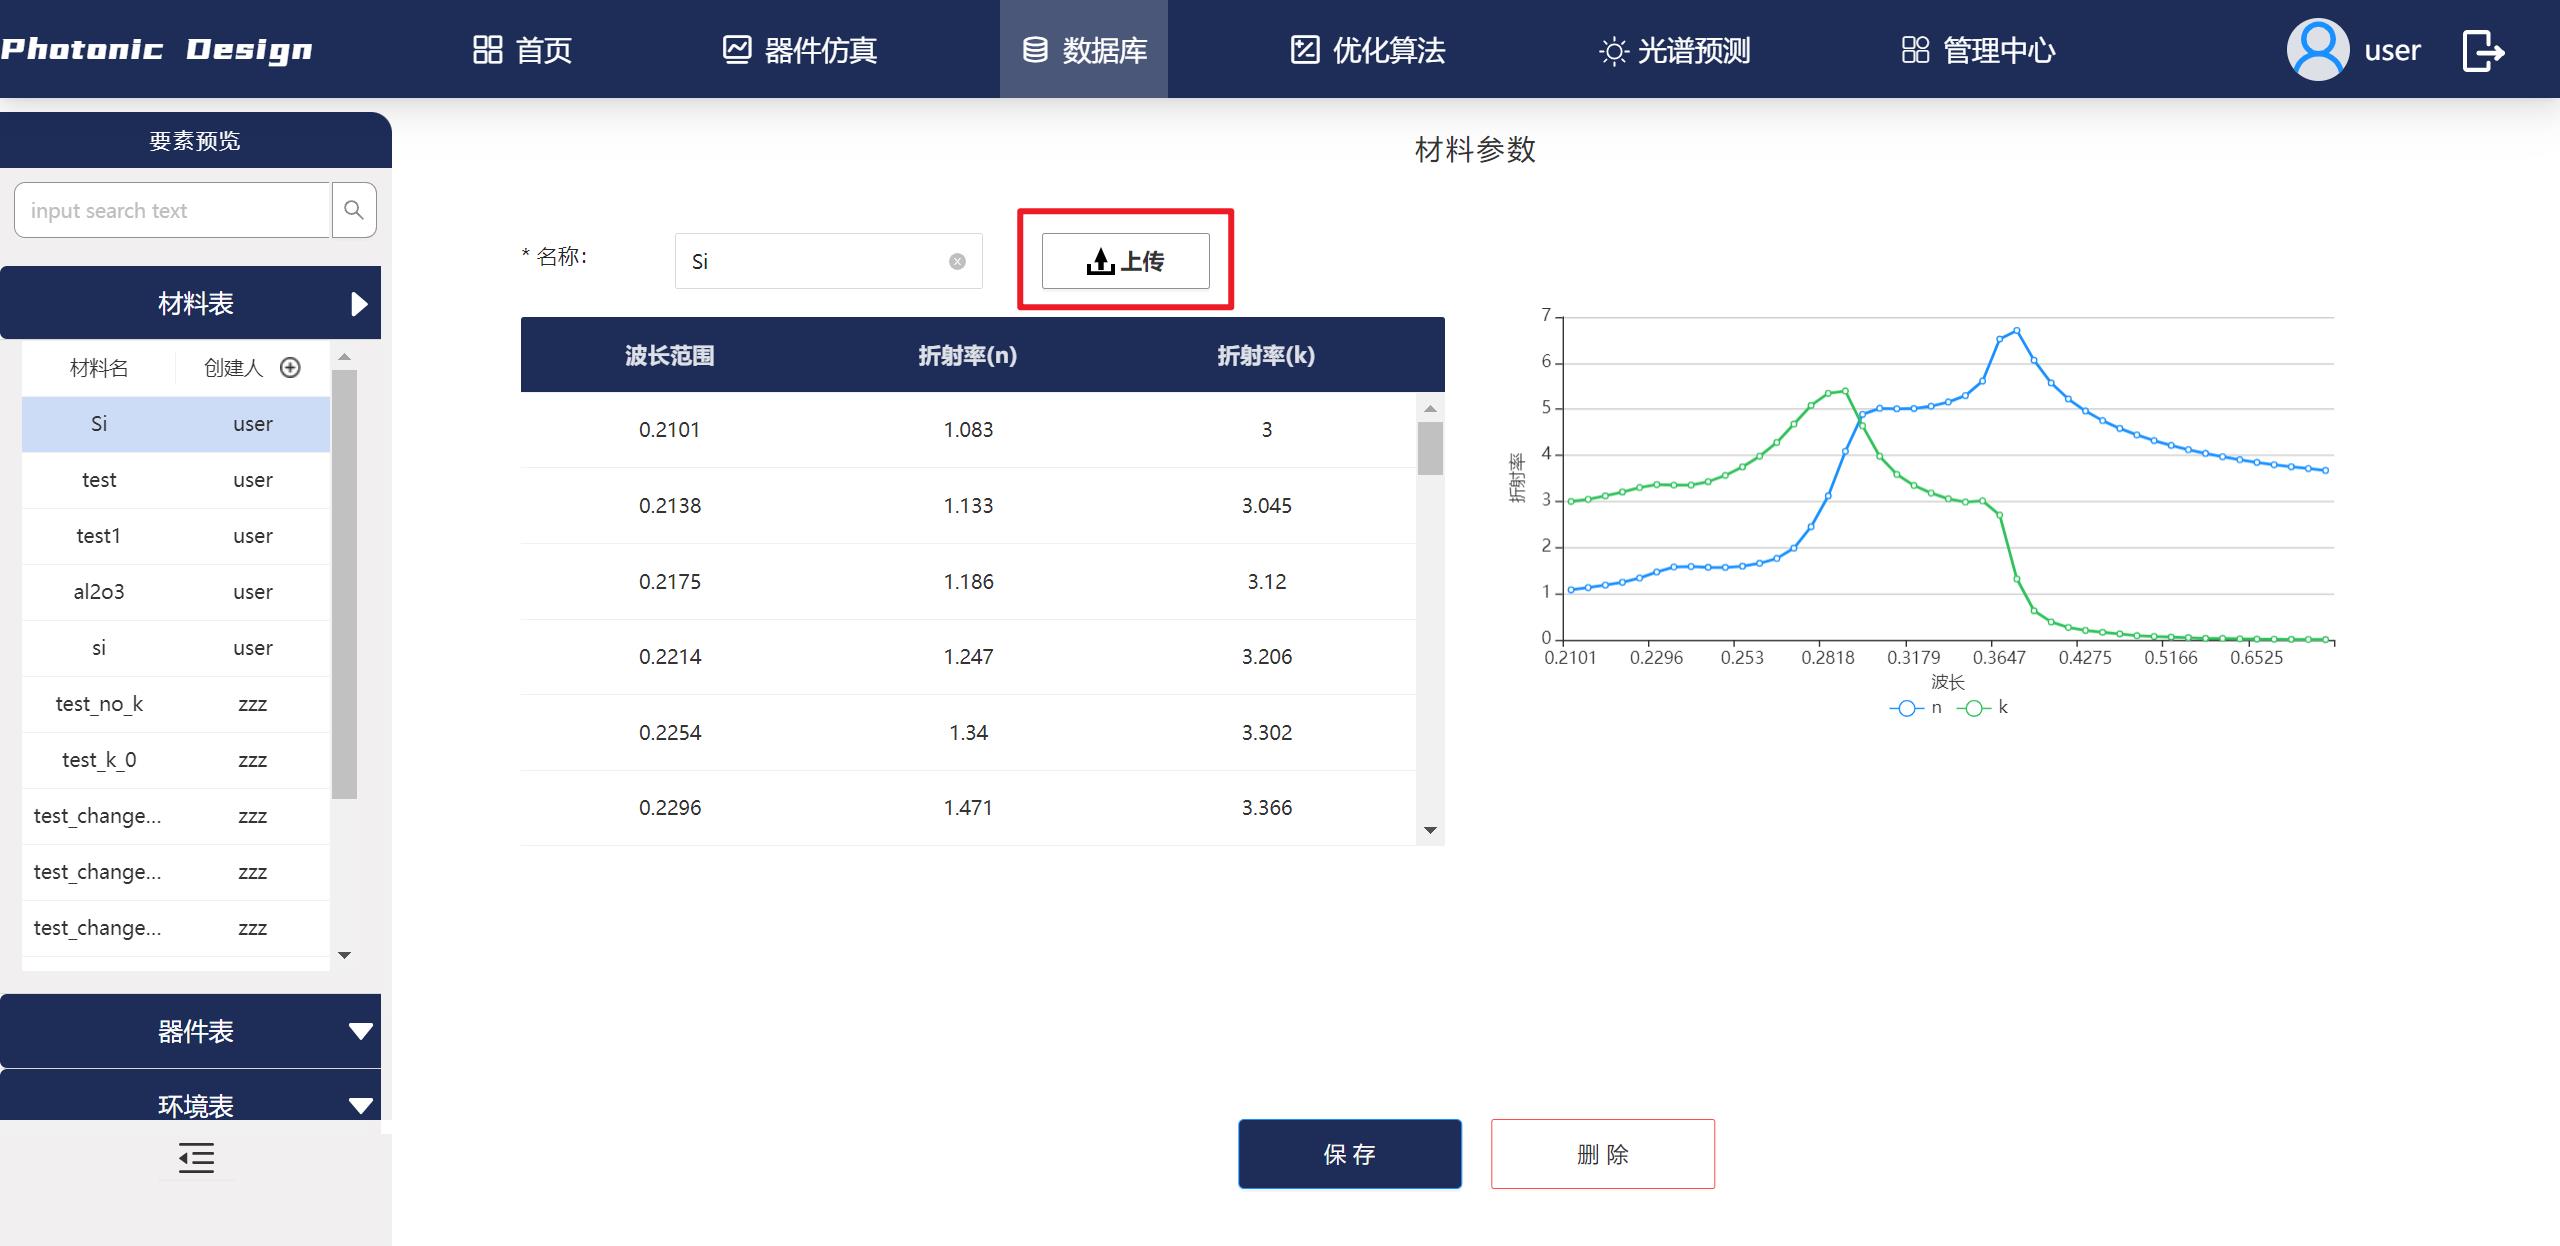 Photonic Design
首页
器件仿真
数据库
优化算法
光谱预测
管理中心
user
要素预览
input search text
材料表
材料名 创建人
Si user
test user
test1 user
al2o3 user
si user
test_no_k zzz
test_k_0 zzz
test_change... zzz
test_change... zzz
test_change... zzz
器件表
环境表
材料参数
* 名称:
Si
上传
波长范围 折射率(n) 折射率(k)
0.2101 1.083 3
0.2138 1.133 3.045
0.2175 1.186 3.12
0.2214 1.247 3.206
0.2254 1.34 3.302
0.2296 1.471 3.366
折射率
7
6
5
4
3
2
1
0
0.2101 0.2296 0.253 0.2818 0.3179 0.3647 0.4275 0.5166 0.6525
波长
n k
保存
删除